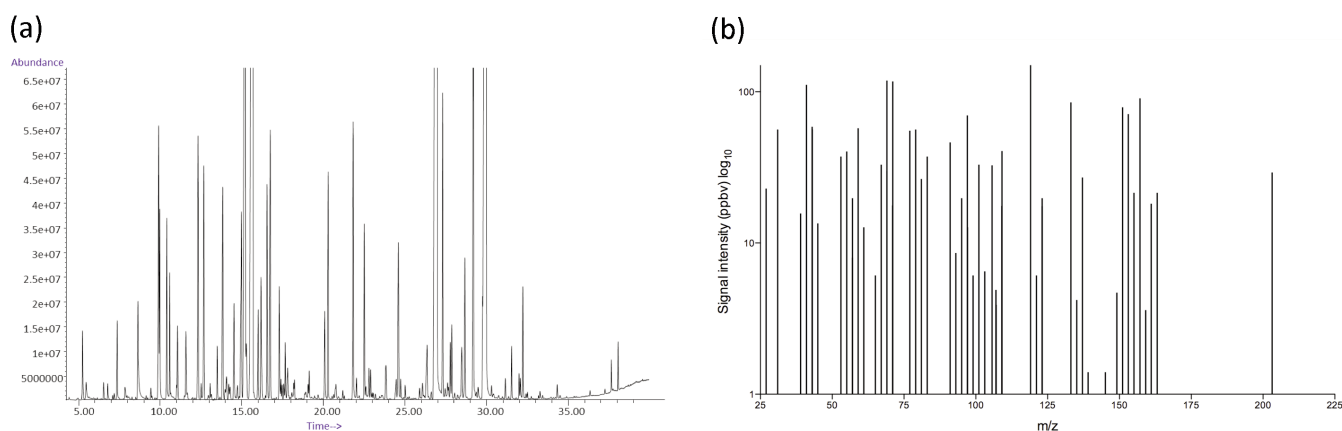 (a)
Abundance
6.5e+07
6e+07
5.5e+07
5e+07
4.5e+07
4e+07
3.5e+07
3e+07
2.5e+07
2e+07
1.5e+07
1e+07
5000000
5.00 10.00 15.00 20.00 25.00 30.00 35.00
Time-->
(b)
Signal intensity (ppbv) log10
100
10
1
25 50 75 100 125 150 175 200 225
m/z